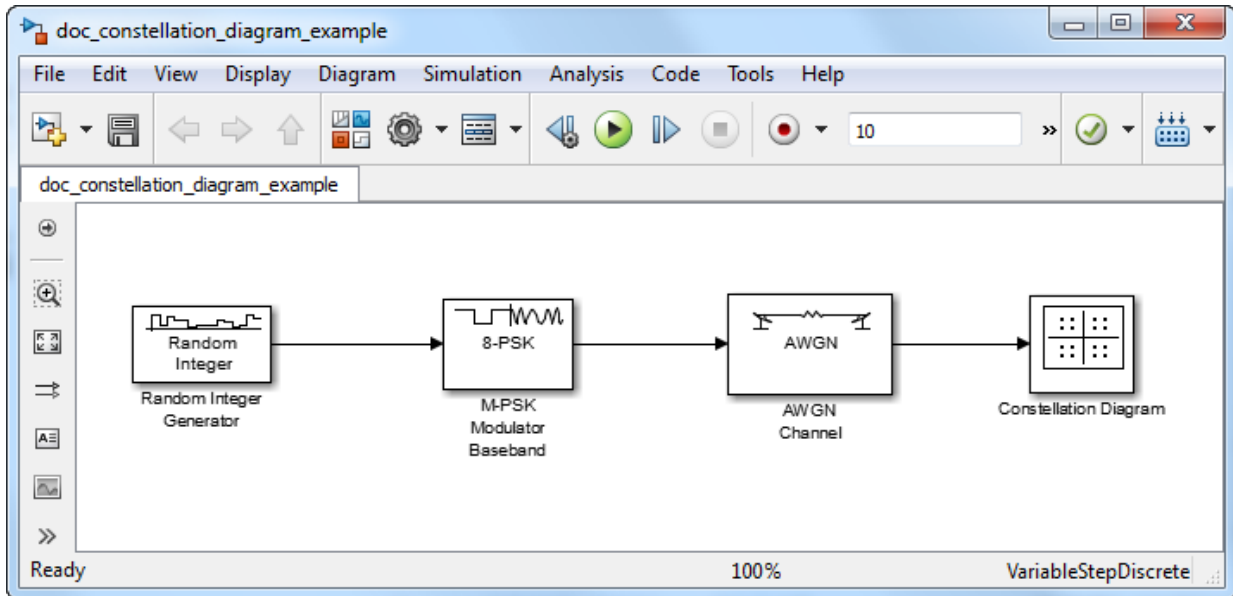 doc_constellation_diagram_example
File Edit View Display Diagram Simulation Analysis Code Tools Help
10
»
doc_constellation_diagram_example
Random
Integer
Random Integer
Generator
8-PSK
M-PSK
Modulator
Baseband
AWGN
AWGN
Channel
Constellation Diagram
Ready 100% VariableStepDiscrete